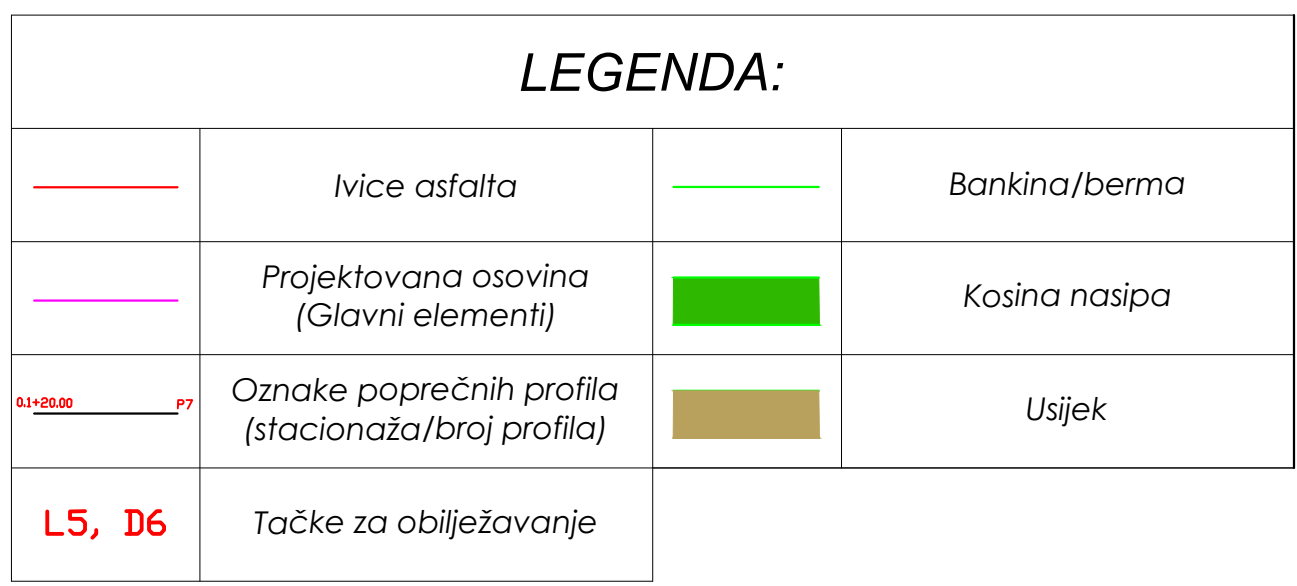 LEGENDA:
Ivice asfalta
Bankina/berma
Projektovana osovina
(Glavni elementi)
Kosina nasipa
0.1+20.00 P7
Oznake poprečnih profila
(stacionaža/broj profila)
Usijek
L5, D6
Tačke za obilježavanje